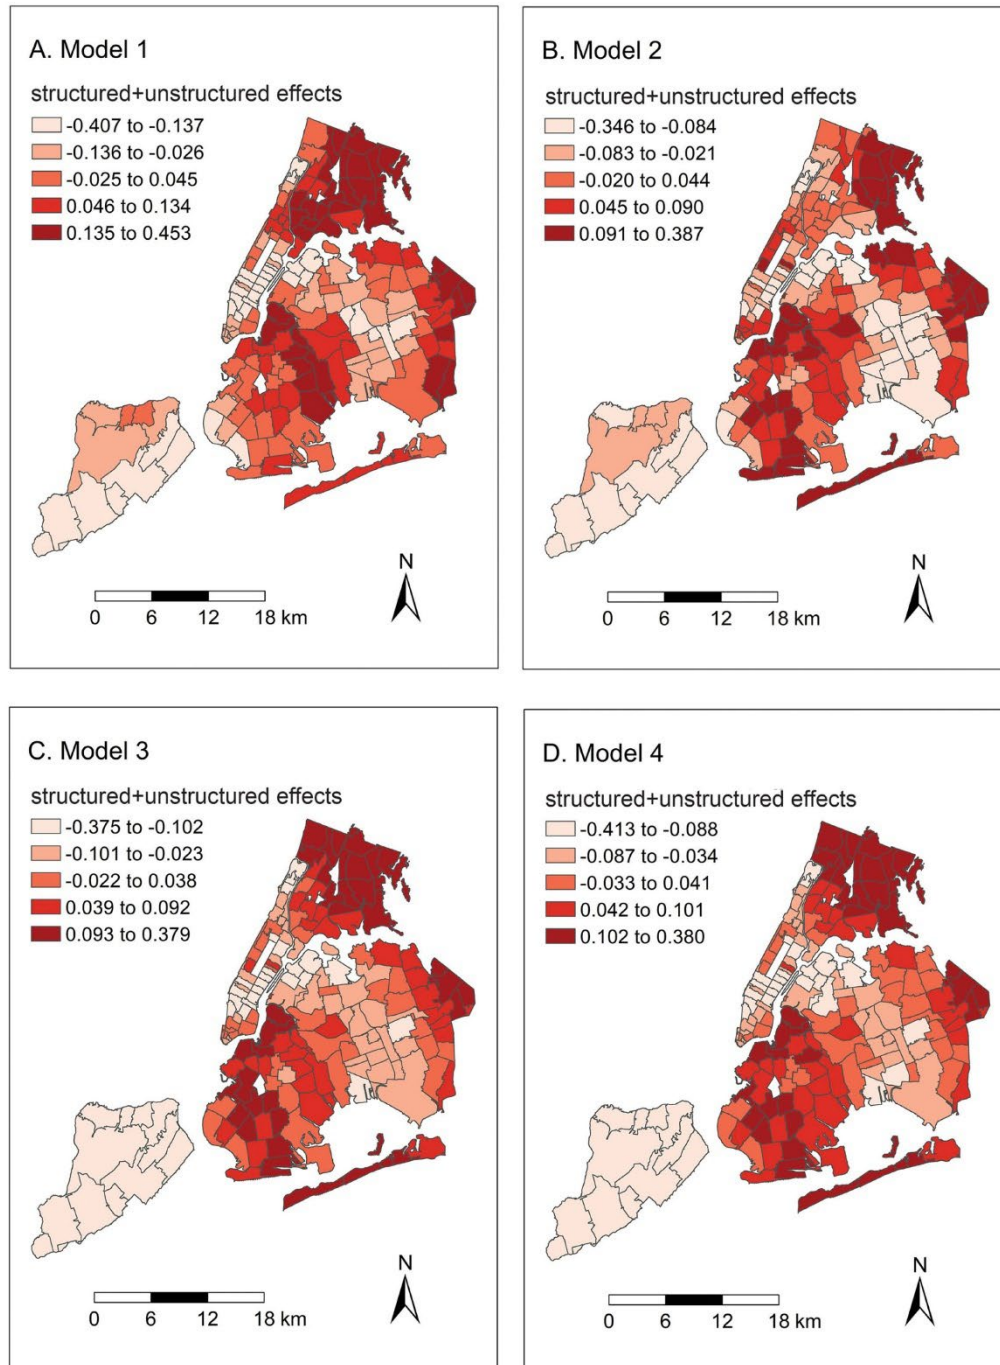 A. Model 1
structured+unstructured effects
-0.407 to -0.137
-0.136 to -0.026
-0.025 to 0.045
0.046 to 0.134
0.135 to 0.453
N
0 6 12 18 km
B. Model 2
structured+unstructured effects
-0.346 to -0.084
-0.083 to -0.021
-0.020 to 0.044
0.045 to 0.090
0.091 to 0.387
N
0 6 12 18 km
C. Model 3
structured+unstructured effects
-0.375 to -0.102
-0.101 to -0.023
-0.022 to 0.038
0.039 to 0.092
0.093 to 0.379
N
0 6 12 18 km
D. Model 4
structured+unstructured effects
-0.413 to -0.088
-0.087 to -0.034
-0.033 to 0.041
0.042 to 0.101
0.102 to 0.380
N
0 6 12 18 km